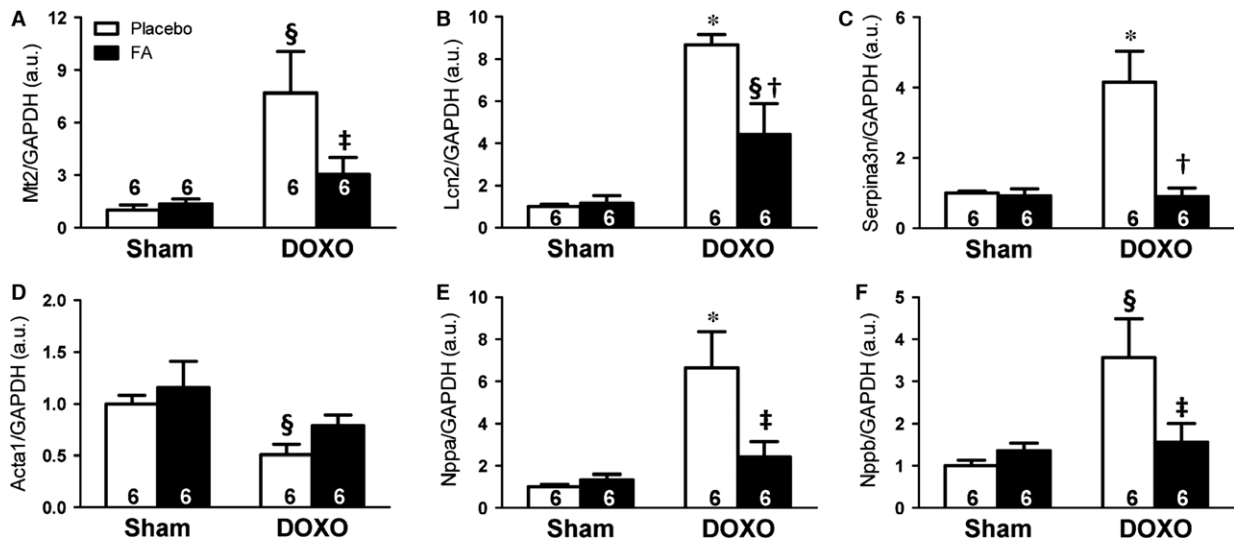 A
Mt2/GAPDH (a.u.)
12
9
6
3
0
Placebo
FA
§
‡
6 6 6 6
Sham DOXO
B
Lcn2/GAPDH (a.u.)
10
8
6
4
2
0
*
§ †
6 6 6 6
Sham DOXO
C
Serpina3n/GAPDH (a.u.)
6
4
2
0
*
†
6 6 6 6
Sham DOXO
D
Acta1/GAPDH (a.u.)
2.0
1.5
1.0
0.5
0.0
§
6 6 6 6
Sham DOXO
E
Nppa/GAPDH (a.u.)
10
8
6
4
2
0
*
‡
6 6 6 6
Sham DOXO
F
Nppb/GAPDH (a.u.)
5
4
3
2
1
0
§
‡
6 6 6 6
Sham DOXO